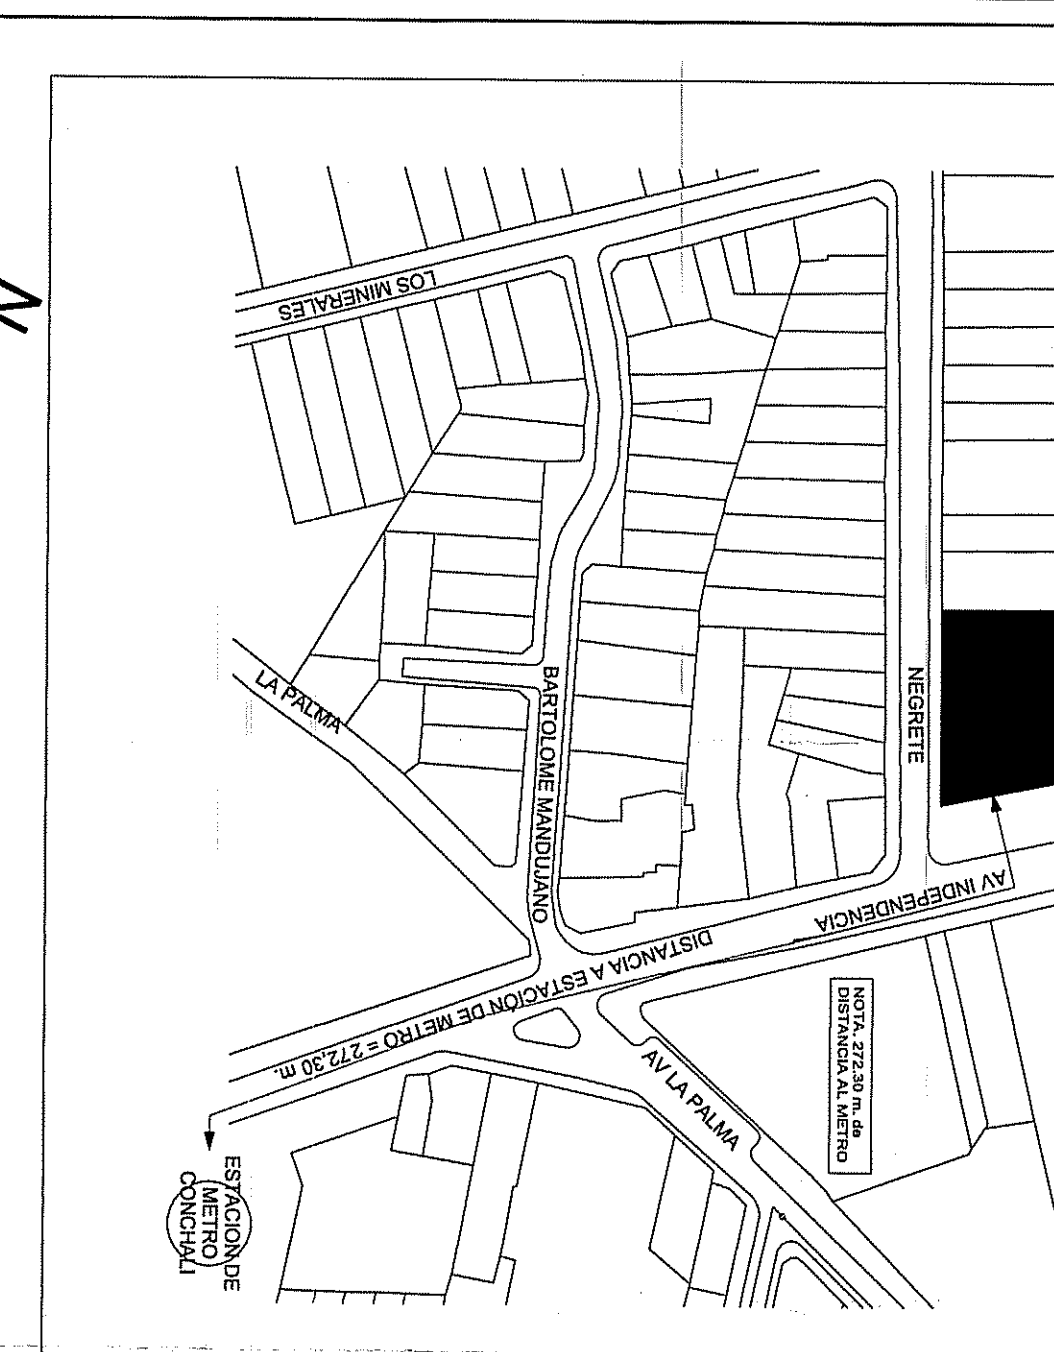 LOS MINERALES
LA PALMA
BARTOLOME MANDUJANO
NEGRETE
AV INDEPENDENCIA
DISTANCIA A ESTACIÓN DE METRO = 272,30 m.
AV LA PALMA
NOTA. 272.30 m. de
DISTANCIA AL METRO
ESTACION DE
METRO
CONCHALI